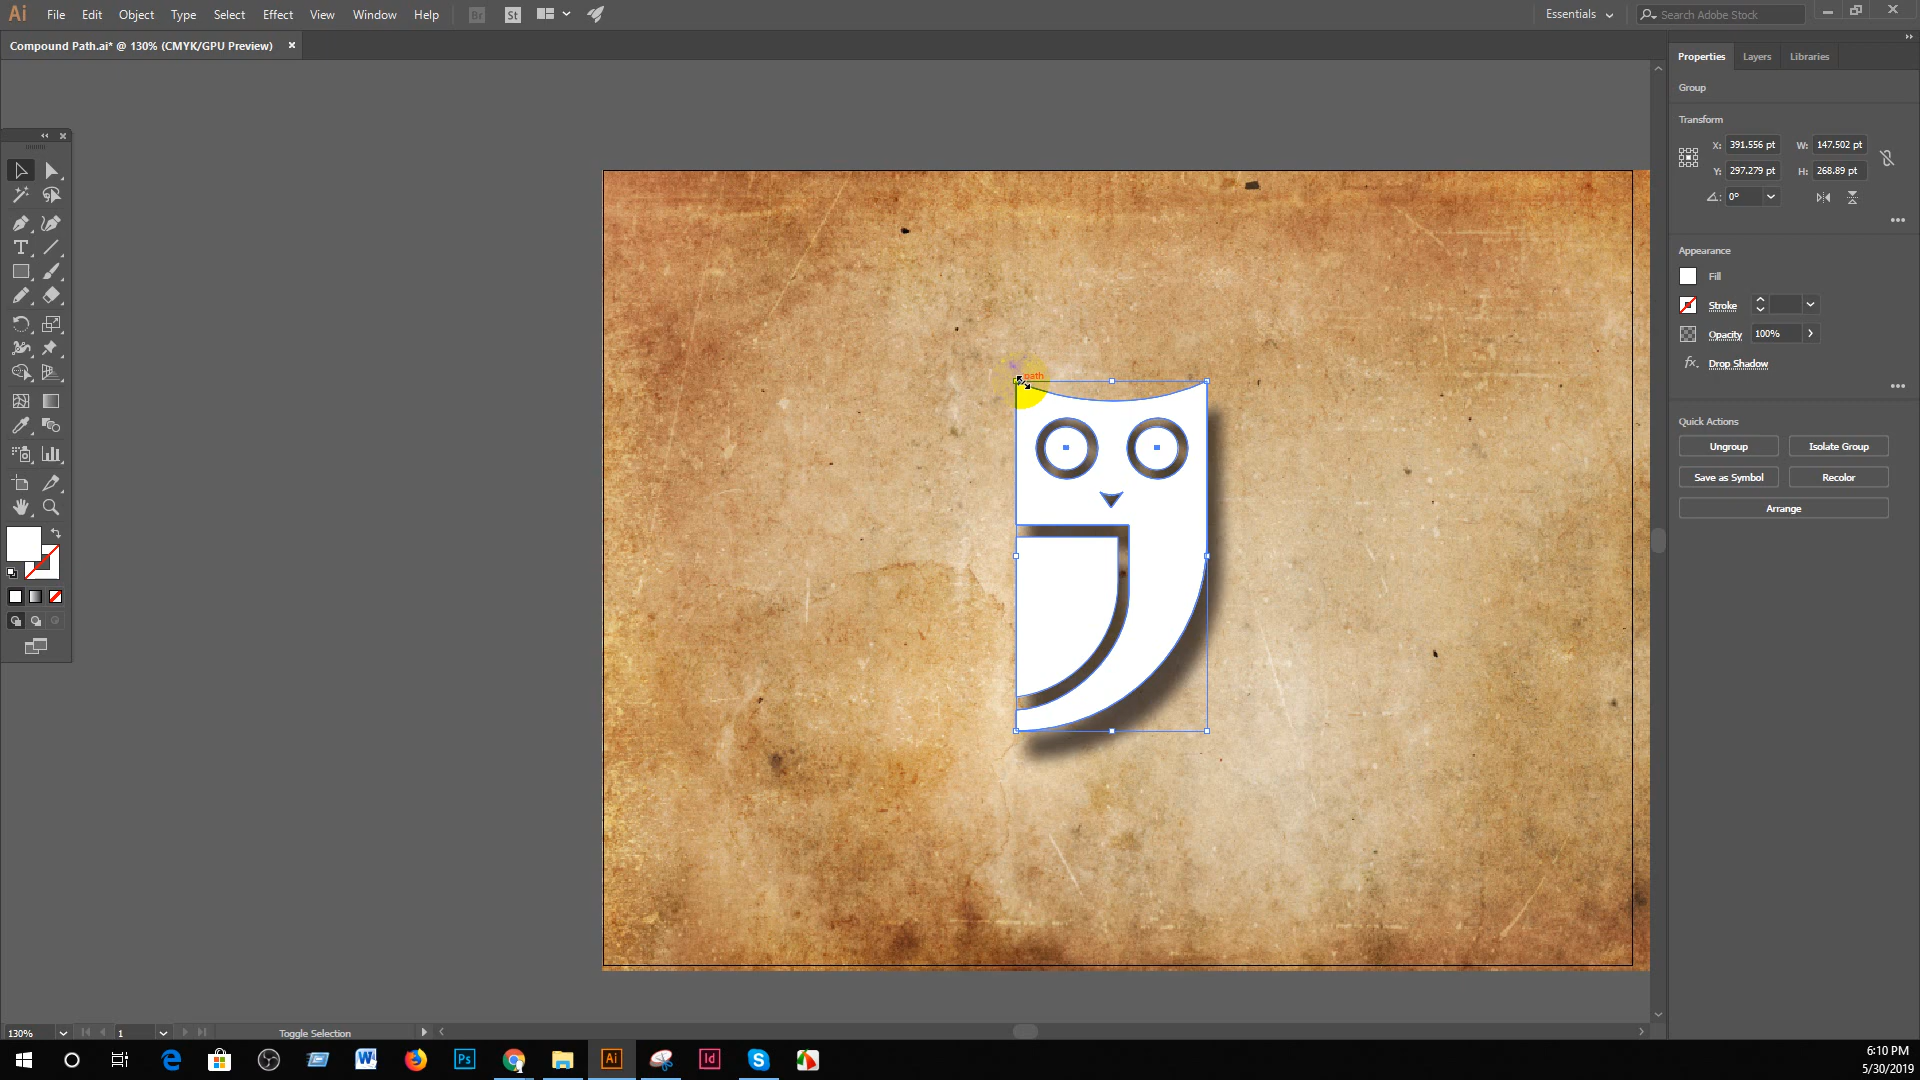 Ai File Edit Object Type Select Effect View Window Help Br St Essentials Search Adobe Stock
Compound Path.ai* @ 130% (CMYK/GPU Preview)
Properties Layers Libraries
Group
Transform
X: 391.556 pt W: 147.502 pt
Y: 297.279 pt H: 268.89 pt
0°
Appearance
Fill
Stroke
Opacity 100%
fx. Drop Shadow
path
Quick Actions
Ungroup Isolate Group
Save as Symbol Recolor
Arrange
130% 1 Toggle Selection
Ps Ai Id
6:10 PM
5/30/2019